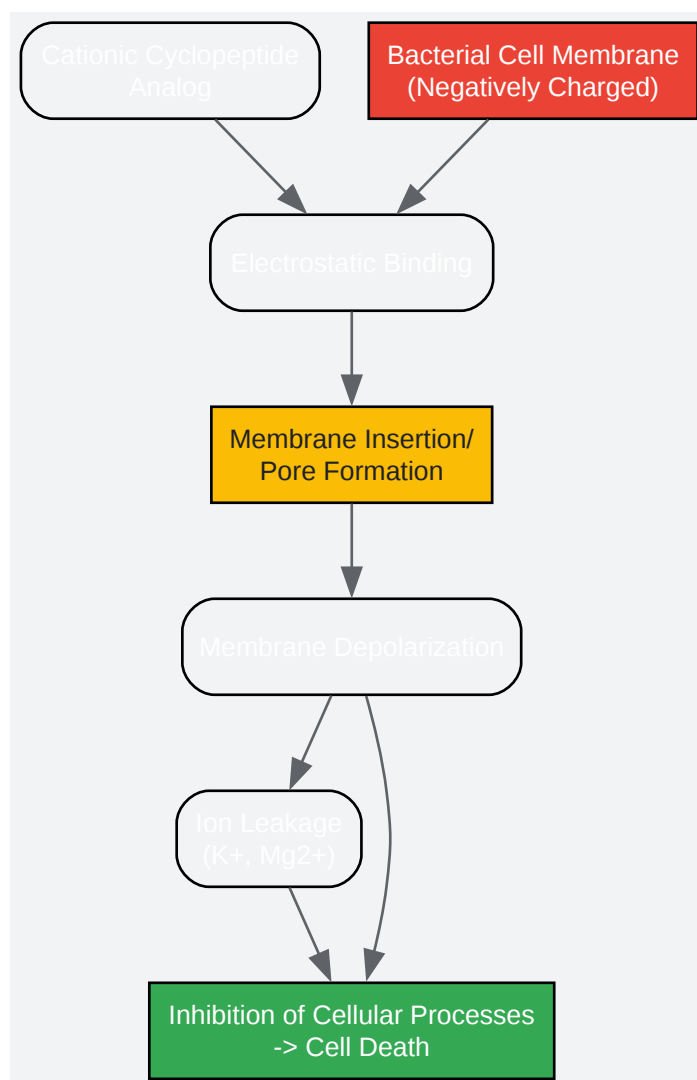 Cationic Cyclopeptide
Analog
Bacterial Cell Membrane
(Negatively Charged)
Electrostatic Binding
Membrane Insertion/
Pore Formation
Membrane Depolarization
Ion Leakage
(K+, Mg2+)
Inhibition of Cellular Processes
-> Cell Death